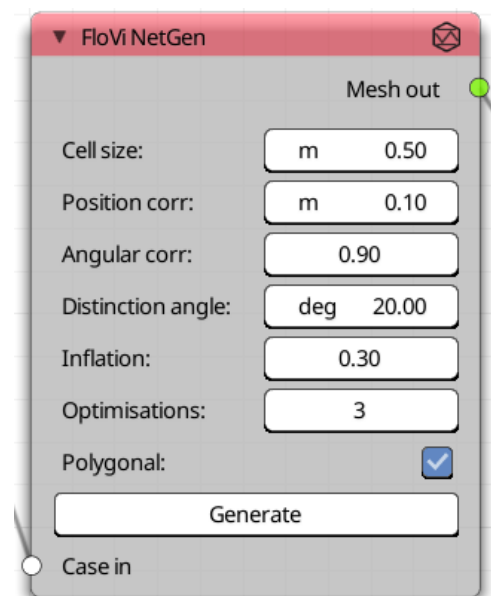 FloVi NetGen
Mesh out
Cell size: m 0.50
Position corr: m 0.10
Angular corr: 0.90
Distinction angle: deg 20.00
Inflation: 0.30
Optimisations: 3
Polygonal:
Generate
Case in